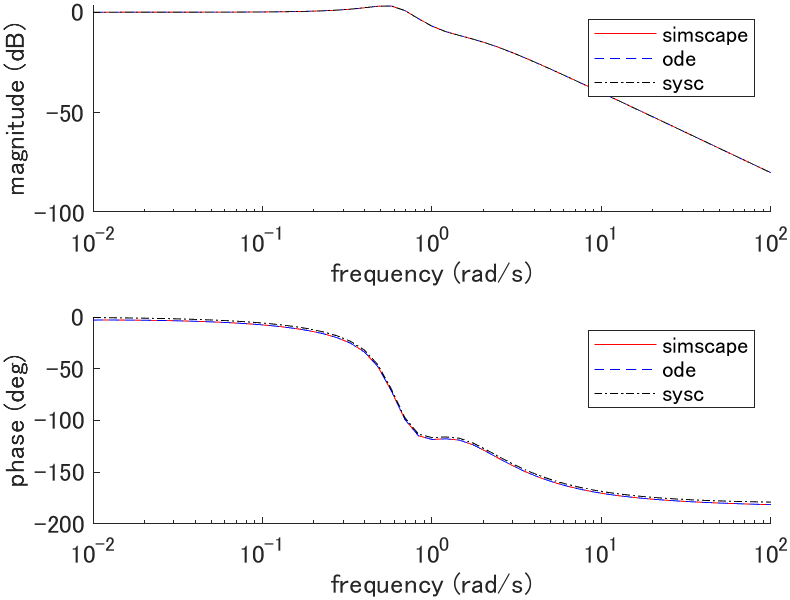 magnitude (dB)
0
-50
-100
simscape
ode
sysc
10^-2
10^-1
10^0
10^1
10^2
frequency (rad/s)
phase (deg)
0
-50
-100
-150
-200
simscape
ode
sysc
10^-2
10^-1
10^0
10^1
10^2
frequency (rad/s)